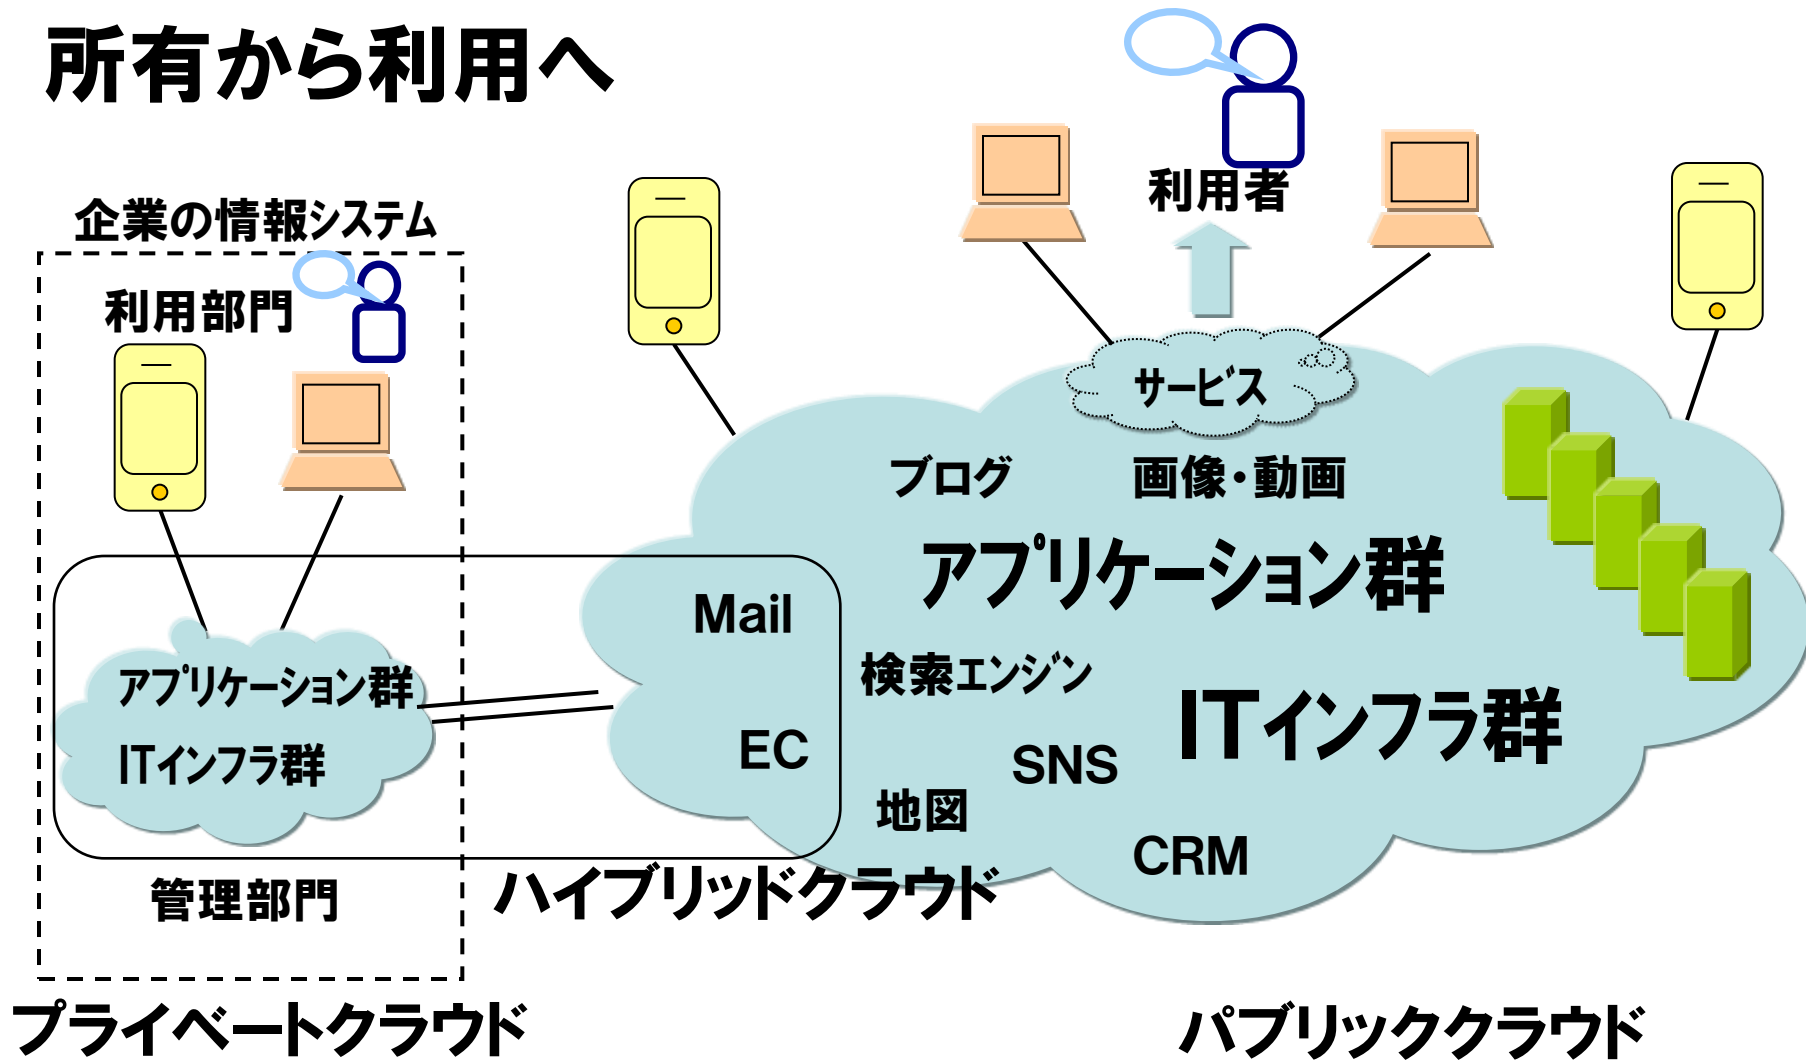 所有から利用へ
利用者
企業の情報システム
利用部門
サービス
ブログ
画像・動画
アプリケーション群
Mail
検索エンジン
アプリケーション群
ITインフラ群
EC
SNS
ITインフラ群
地図
CRM
管理部門
ハイブリッドクラウド
プライベートクラウド
パブリッククラウド